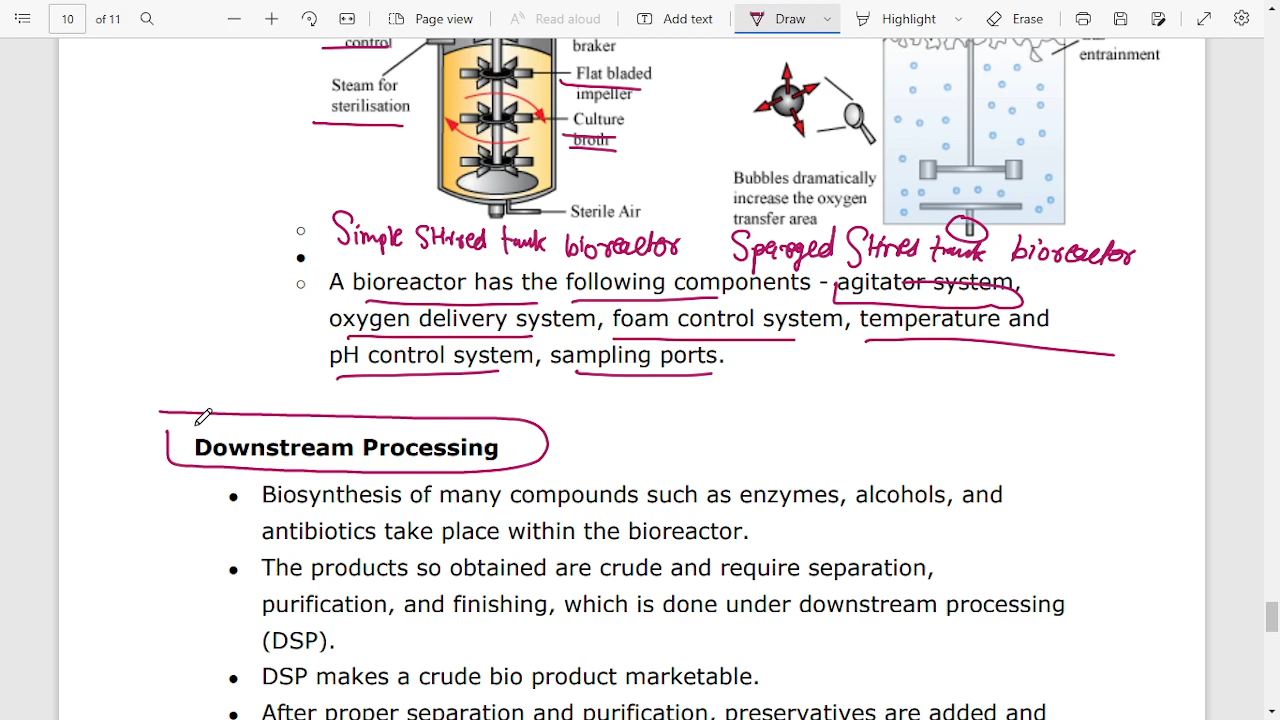 10 of 11 Page view Read aloud Add text Draw Highlight Erase
control
braker
Steam for
sterilisation
Flat bladed
impeller
Culture
broth
Sterile Air
entrainment
Bubbles dramatically
increase the oxygen
transfer area
Simple Stirred tank bioreactor
Sparged Stirred tank bioreactor
A bioreactor has the following components - agitator system,
oxygen delivery system, foam control system, temperature and
pH control system, sampling ports.
Downstream Processing
Biosynthesis of many compounds such as enzymes, alcohols, and
antibiotics take place within the bioreactor.
The products so obtained are crude and require separation,
purification, and finishing, which is done under downstream processing
(DSP).
DSP makes a crude bio product marketable.
After proper separation and purification, preservatives are added and